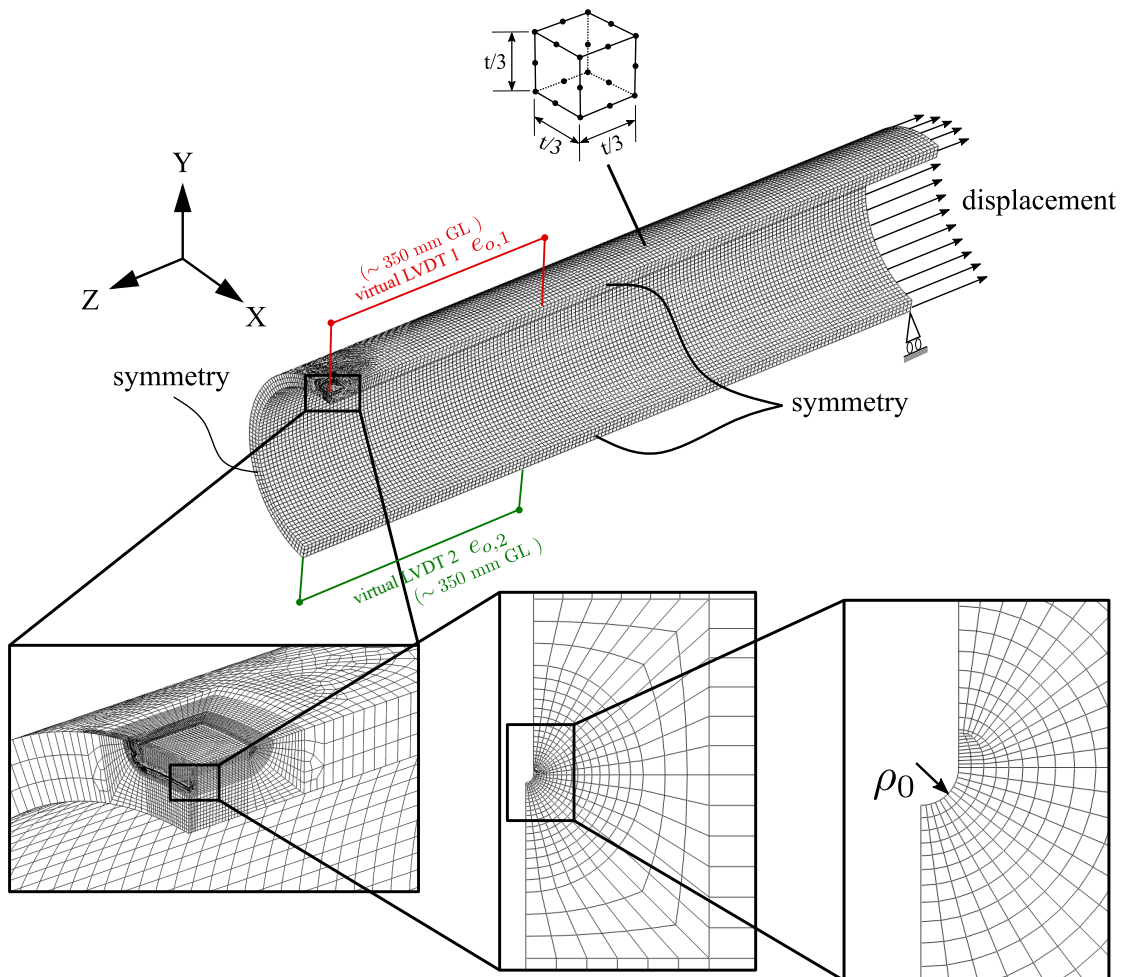 t/3
t/3
t/3
Y
Z
X
displacement
(~ 350 mm GL )
virtual LVDT 1 e_{o,1}
symmetry
symmetry
virtual LVDT 2 e_{o,2}
(~ 350 mm GL )
ρ₀